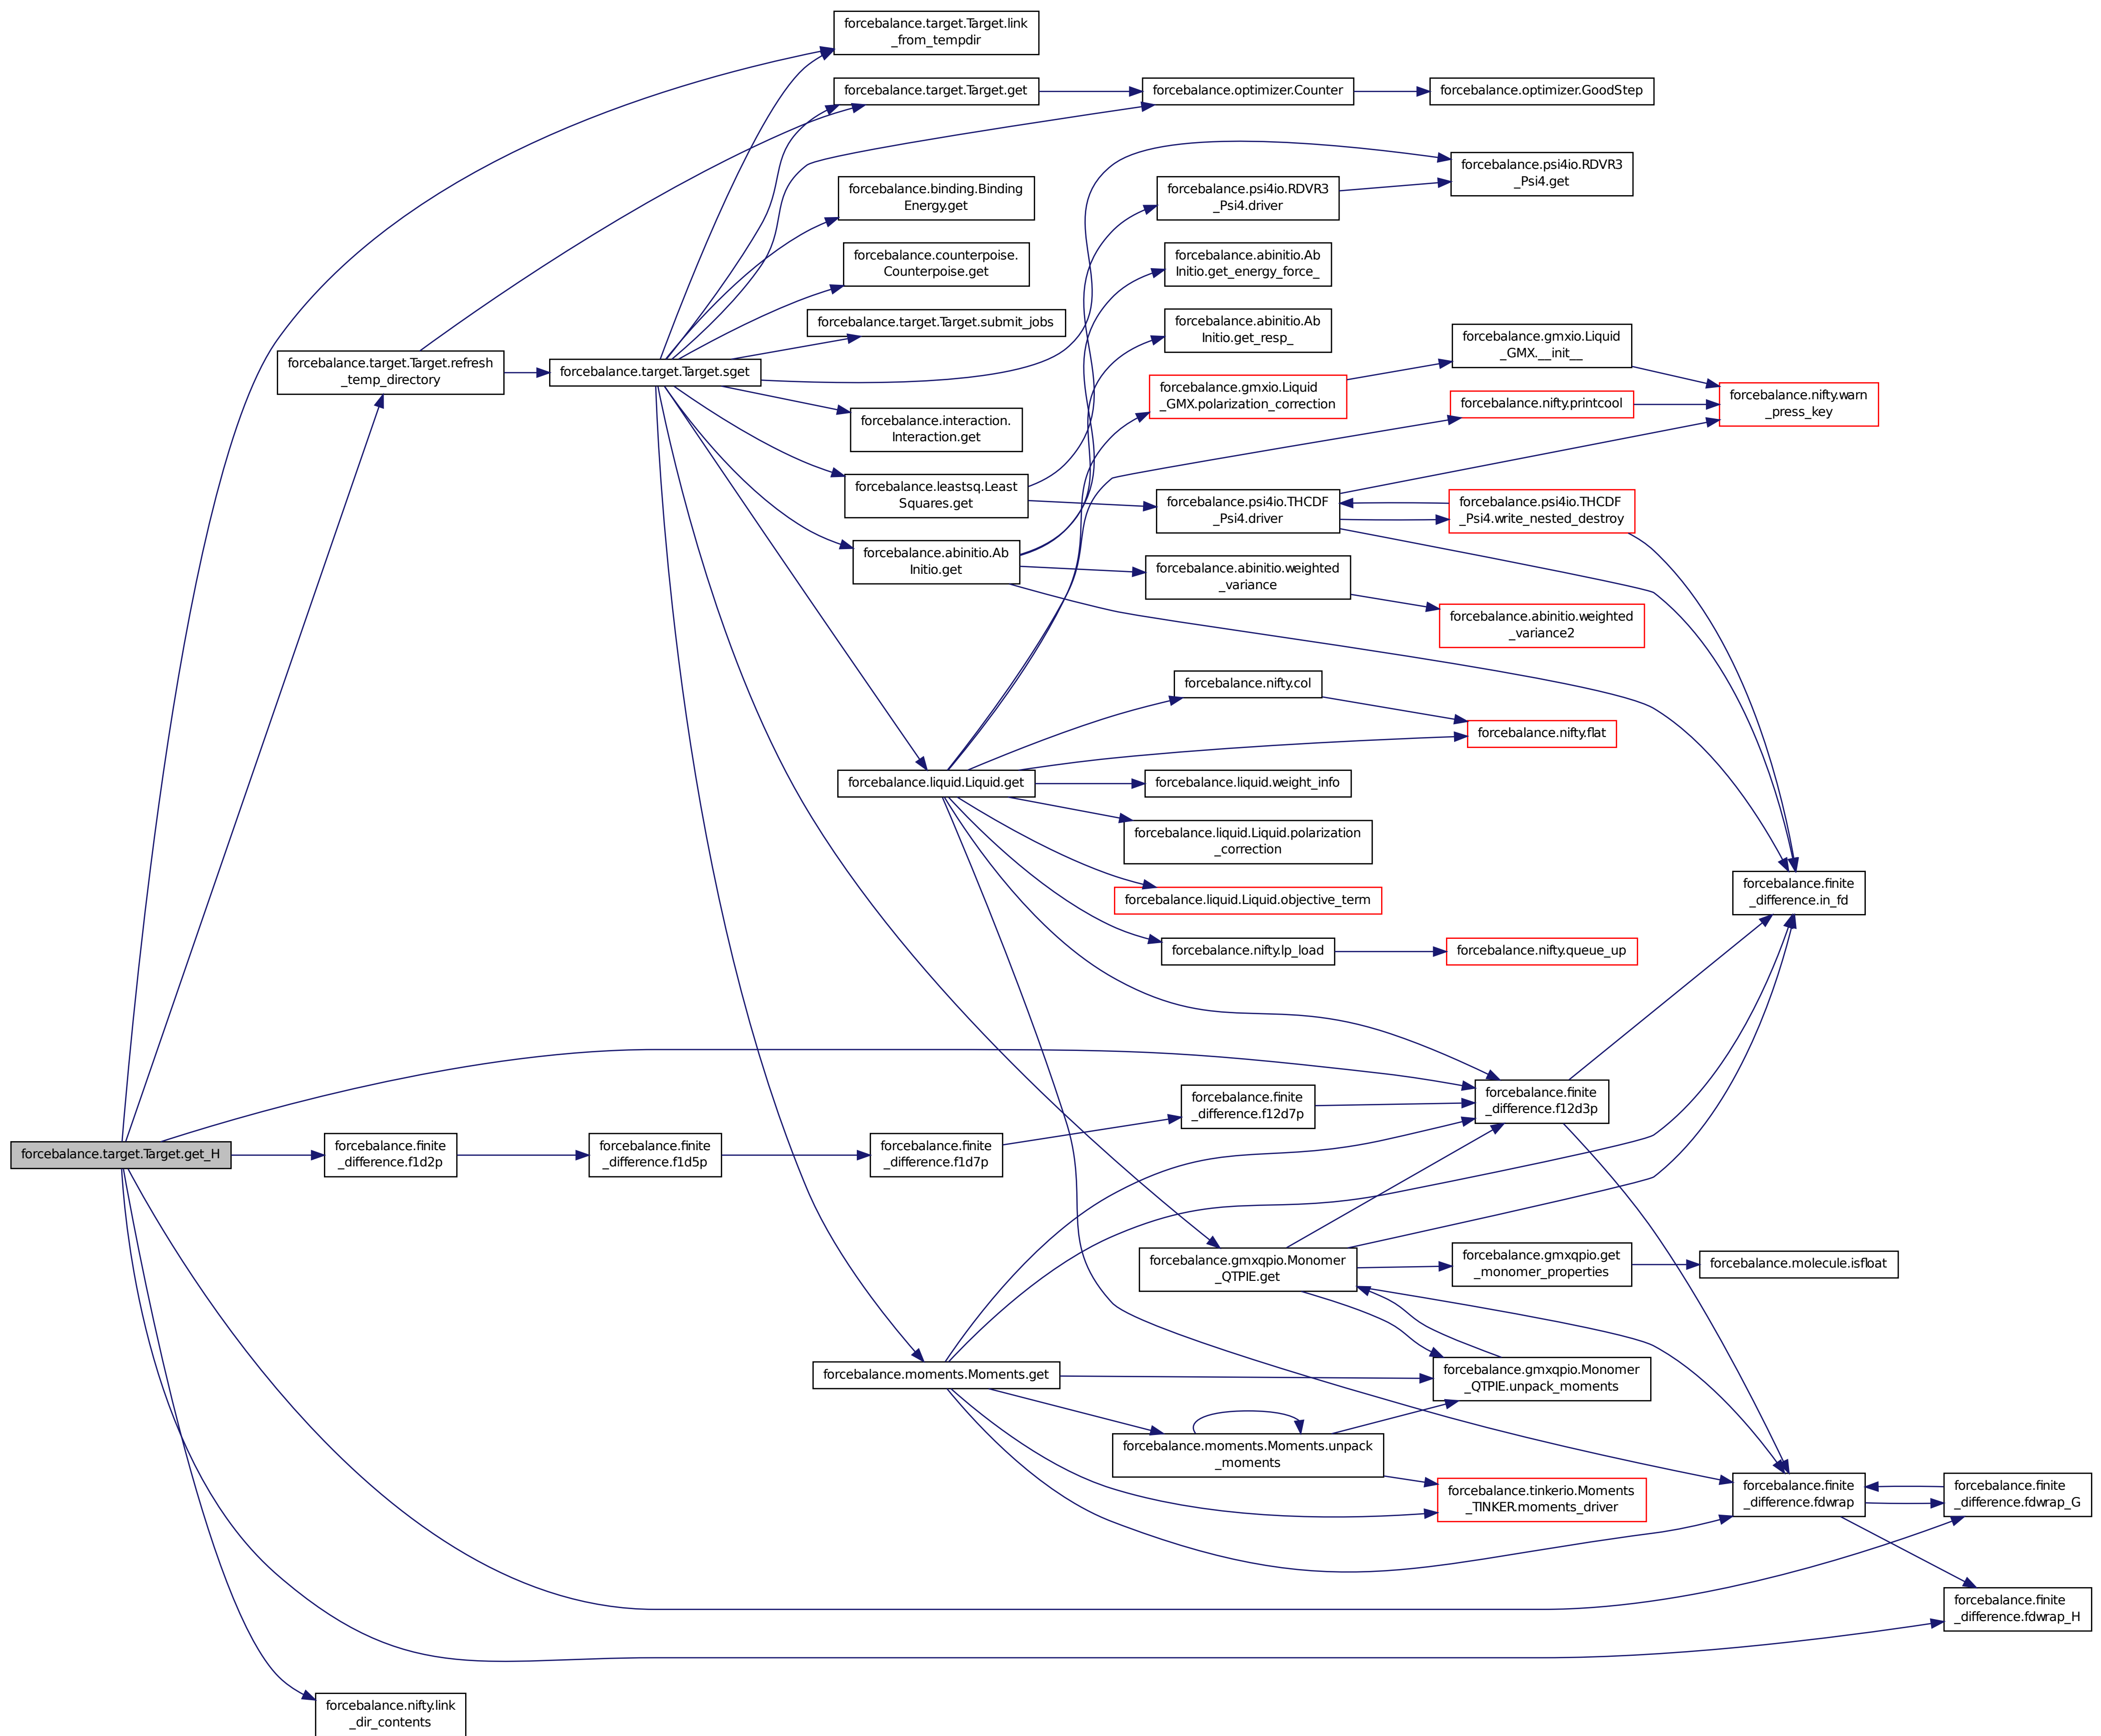 forcebalance.target.Target.link
_from_tempdir
forcebalance.target.Target.get
forcebalance.optimizer.Counter
forcebalance.optimizer.GoodStep
forcebalance.binding.Binding
Energy.get
forcebalance.psi4io.RDVR3
_Psi4.driver
forcebalance.psi4io.RDVR3
_Psi4.get
forcebalance.counterpoise.
Counterpoise.get
forcebalance.abinitio.Ab
Initio.get_energy_force_
forcebalance.target.Target.submit_jobs
forcebalance.abinitio.Ab
Initio.get_resp_
forcebalance.target.Target.refresh
_temp_directory
forcebalance.target.Target.sget
forcebalance.gmxio.Liquid
_GMX.polarization_correction
forcebalance.gmxio.Liquid
_GMX.__init__
forcebalance.nifty.printcool
forcebalance.nifty.warn
_press_key
forcebalance.interaction.
Interaction.get
forcebalance.leastsq.Least
Squares.get
forcebalance.psi4io.THCDF
_Psi4.driver
forcebalance.psi4io.THCDF
_Psi4.write_nested_destroy
forcebalance.abinitio.Ab
Initio.get
forcebalance.abinitio.weighted
_variance
forcebalance.abinitio.weighted
_variance2
forcebalance.nifty.col
forcebalance.nifty.flat
forcebalance.liquid.Liquid.get
forcebalance.liquid.weight_info
forcebalance.liquid.Liquid.polarization
_correction
forcebalance.liquid.Liquid.objective_term
forcebalance.finite
_difference.in_fd
forcebalance.nifty.lp_load
forcebalance.nifty.queue_up
forcebalance.finite
_difference.f12d7p
forcebalance.finite
_difference.f12d3p
forcebalance.target.Target.get_H
forcebalance.finite
_difference.f1d2p
forcebalance.finite
_difference.f1d5p
forcebalance.finite
_difference.f1d7p
forcebalance.gmxqpio.Monomer
_QTPIE.get
forcebalance.gmxqpio.get
_monomer_properties
forcebalance.molecule.isfloat
forcebalance.moments.Moments.get
forcebalance.gmxqpio.Monomer
_QTPIE.unpack_moments
forcebalance.moments.Moments.unpack
_moments
forcebalance.tinkerio.Moments
_TINKER.moments_driver
forcebalance.finite
_difference.fdwrap
forcebalance.finite
_difference.fdwrap_G
forcebalance.finite
_difference.fdwrap_H
forcebalance.nifty.link
_dir_contents